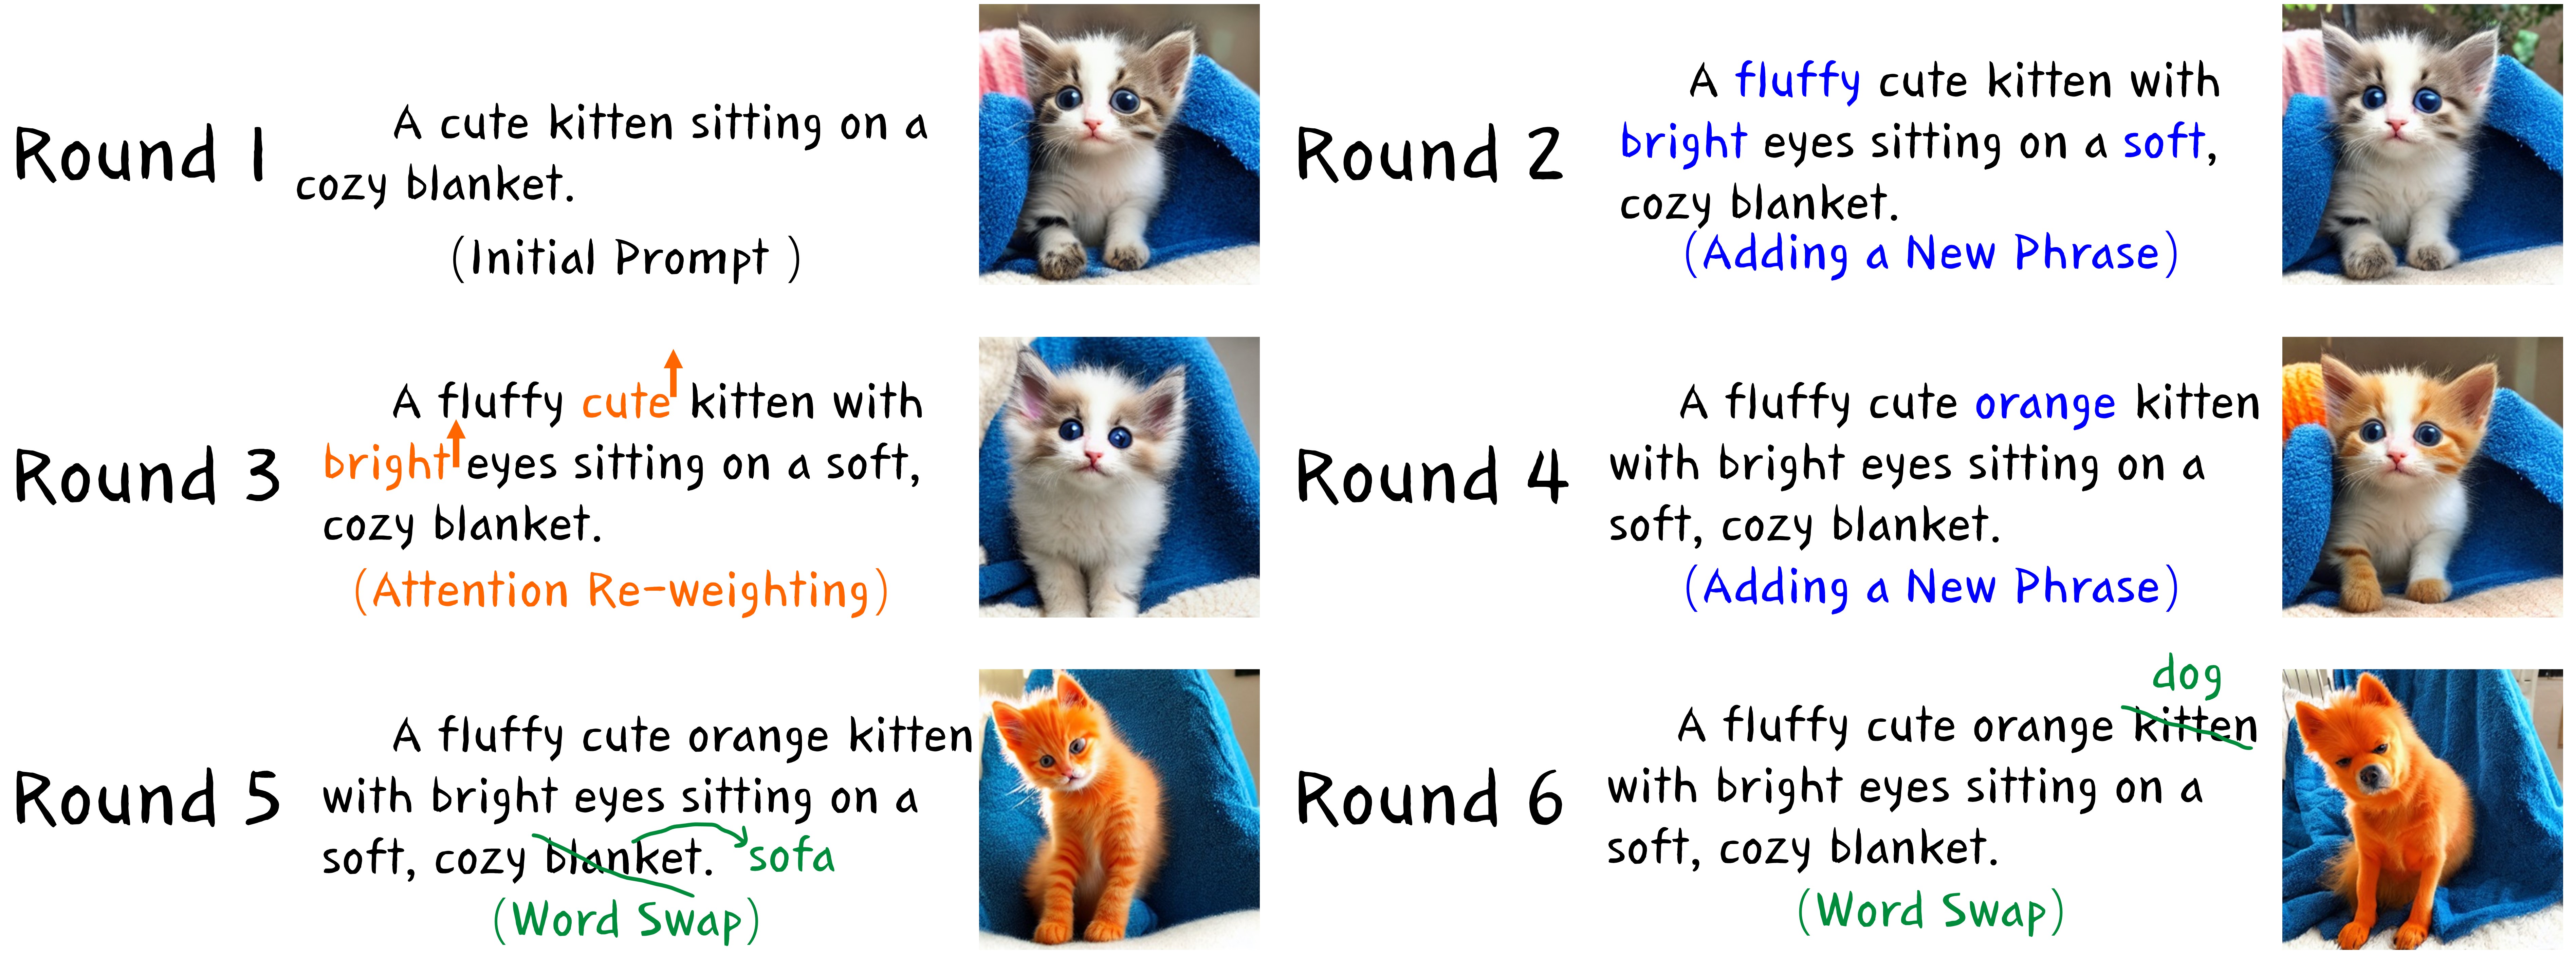 Round 1
A cute kitten sitting on a
cozy blanket.
(Initial Prompt )
Round 2
A fluffy cute kitten with
bright eyes sitting on a soft,
cozy blanket.
(Adding a New Phrase)
Round 3
A fluffy cute kitten with
bright eyes sitting on a soft,
cozy blanket.
(Attention Re-weighting)
Round 4
A fluffy cute orange kitten
with bright eyes sitting on a
soft, cozy blanket.
(Adding a New Phrase)
Round 5
A fluffy cute orange kitten
with bright eyes sitting on a
soft, cozy blanket. sofa
(Word Swap)
Round 6
dog
A fluffy cute orange kitten
with bright eyes sitting on a
soft, cozy blanket.
(Word Swap)